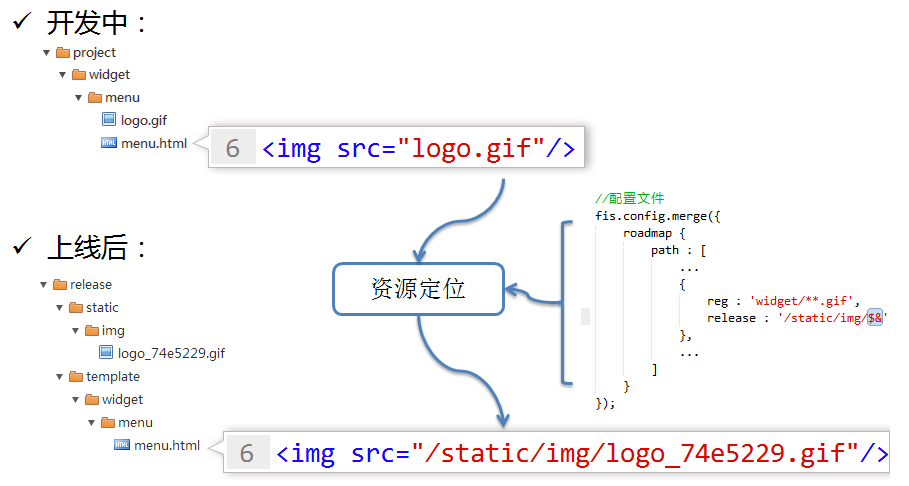 ✓ 开发中：
project
widget
menu
logo.gif
menu.html
6 <img src="logo.gif"/>
//配置文件
fis.config.merge({
roadmap {
path : [
...
{
reg : 'widget/**.gif',
release : '/static/img/$&'
},
...
]
}
});
资源定位
✓ 上线后：
release
static
img
logo_74e5229.gif
template
widget
menu
menu.html
6 <img src="/static/img/logo_74e5229.gif"/>